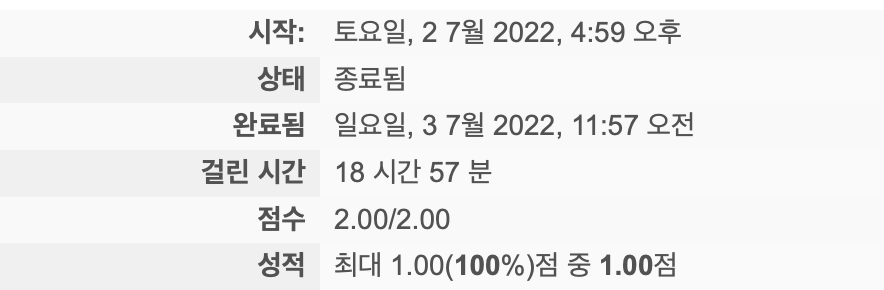 시작: 토요일, 2 7월 2022, 4:59 오후
상태 종료됨
완료됨 일요일, 3 7월 2022, 11:57 오전
걸린 시간 18 시간 57 분
점수 2.00/2.00
성적 최대 1.00(100%)점 중 1.00점